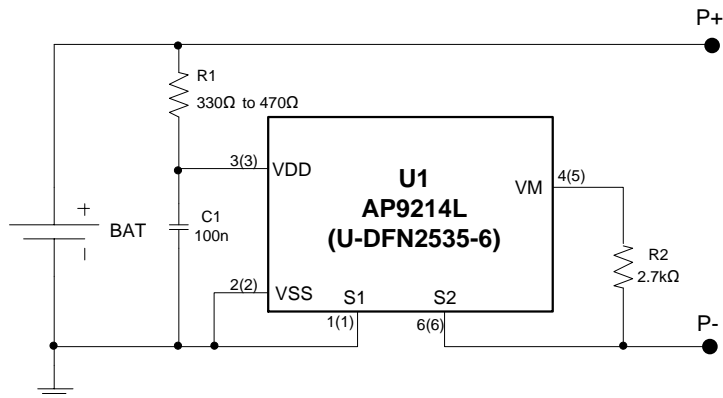 P+
R1
330Ω to 470Ω
3(3)
VDD
U1
AP9214L
(U-DFN2535-6)
VM
4(5)
+
BAT
−
C1
100n
R2
2.7kΩ
2(2)
VSS
S1
S2
1(1)
6(6)
P-